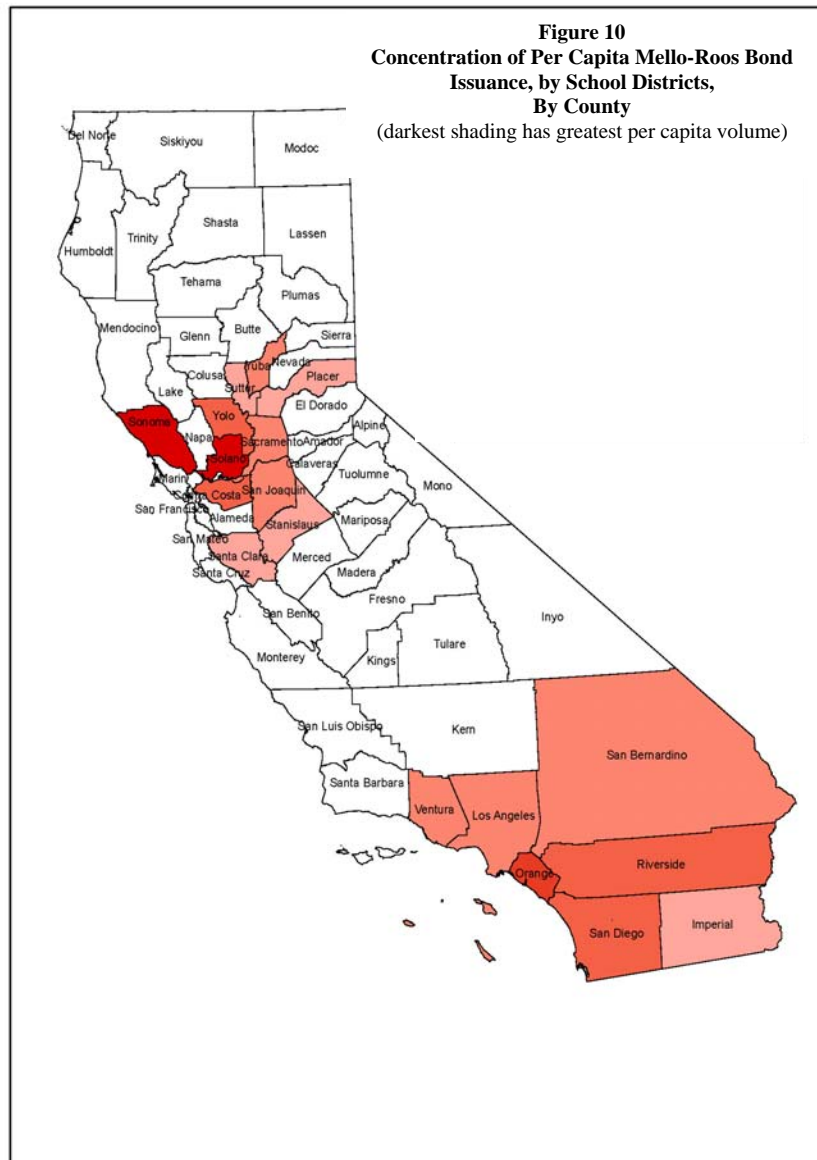 Figure 10
Concentration of Per Capita Mello-Roos Bond
Issuance, by School Districts,
By County
(darkest shading has greatest per capita volume)
Del Norte
Siskiyou
Modoc
Humboldt
Trinity
Shasta
Lassen
Tehama
Plumas
Mendocino
Glenn
Butte
Sierra
Lake
Colusa
Sutter
Yuba
Nevada
Placer
Sonoma
Napa
Yolo
El Dorado
Solano
Sacramento
Amador
Alpine
Marin
Calaveras
Contra Costa
San Joaquin
Tuolumne
Mono
San Francisco
Alameda
Stanislaus
Mariposa
San Mateo
Santa Clara
Santa Cruz
Merced
Madera
Fresno
San Benito
Inyo
Monterey
Kings
Tulare
San Luis Obispo
Kern
Santa Barbara
San Bernardino
Ventura
Los Angeles
Orange
Riverside
San Diego
Imperial